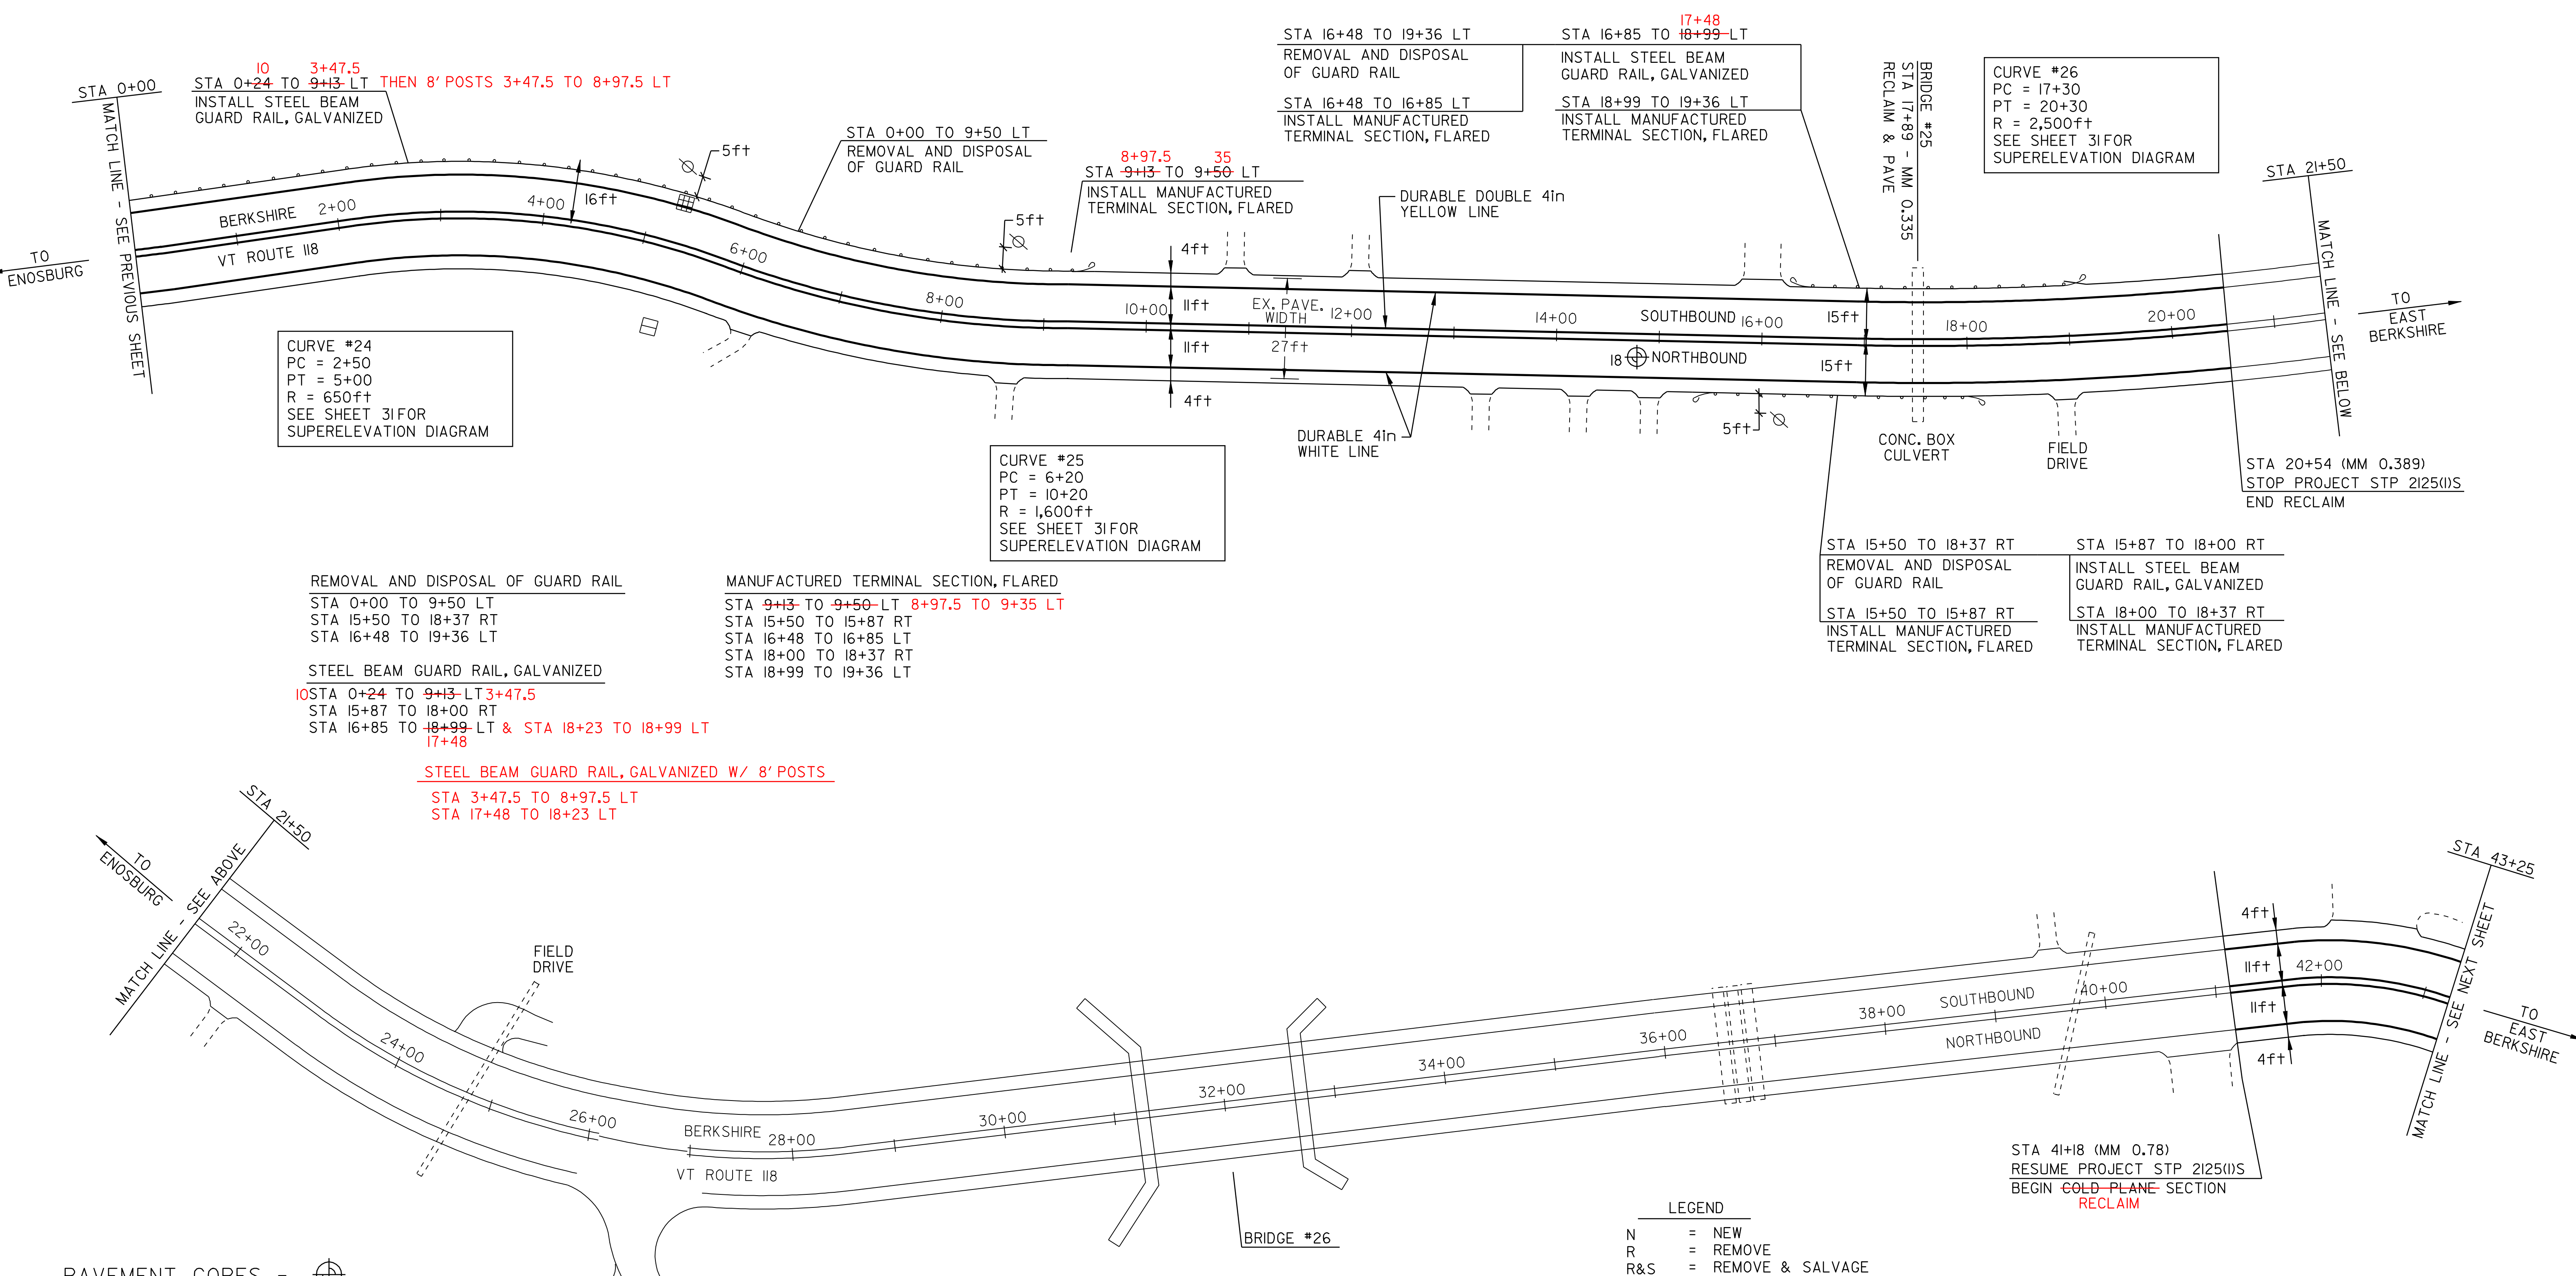 STA 0+00
MATCH LINE - SEE PREVIOUS SHEET
TO
ENOSBURG
10 3+47.5
STA 0+24 TO 9+13 LT THEN 8' POSTS 3+47.5 TO 8+97.5 LT
INSTALL STEEL BEAM
GUARD RAIL, GALVANIZED
BERKSHIRE
VT ROUTE 118
2+00
4+00
16ft
5ft
6+00
STA 0+00 TO 9+50 LT
REMOVAL AND DISPOSAL
OF GUARD RAIL
8+00
5ft
8+97.5 35
STA 9+13 TO 9+50 LT
INSTALL MANUFACTURED
TERMINAL SECTION, FLARED
4ft
10+00
11ft
11ft
4ft
EX. PAVE.
WIDTH
27ft
12+00
DURABLE DOUBLE 4in
YELLOW LINE
DURABLE 4in
WHITE LINE
14+00
SOUTHBOUND
16+00
18
NORTHBOUND
15ft
15ft
5ft
18+00
20+00
STA 16+48 TO 19+36 LT
REMOVAL AND DISPOSAL
OF GUARD RAIL
STA 16+48 TO 16+85 LT
INSTALL MANUFACTURED
TERMINAL SECTION, FLARED
17+48
STA 16+85 TO 18+99 LT
INSTALL STEEL BEAM
GUARD RAIL, GALVANIZED
STA 18+99 TO 19+36 LT
INSTALL MANUFACTURED
TERMINAL SECTION, FLARED
BRIDGE #25
STA 17+89 - MM 0.335
RECLAIM & PAVE
CURVE #26
PC = 17+30
PT = 20+30
R = 2,500ft
SEE SHEET 31 FOR
SUPERELEVATION DIAGRAM
STA 21+50
MATCH LINE - SEE BELOW
TO
EAST
BERKSHIRE
CONC. BOX
CULVERT
FIELD
DRIVE
STA 20+54 (MM 0.389)
STOP PROJECT STP 2125(1)S
END RECLAIM
CURVE #24
PC = 2+50
PT = 5+00
R = 650ft
SEE SHEET 31 FOR
SUPERELEVATION DIAGRAM
CURVE #25
PC = 6+20
PT = 10+20
R = 1,600ft
SEE SHEET 31 FOR
SUPERELEVATION DIAGRAM
STA 15+50 TO 18+37 RT
REMOVAL AND DISPOSAL
OF GUARD RAIL
STA 15+50 TO 15+87 RT
INSTALL MANUFACTURED
TERMINAL SECTION, FLARED
STA 15+87 TO 18+00 RT
INSTALL STEEL BEAM
GUARD RAIL, GALVANIZED
STA 18+00 TO 18+37 RT
INSTALL MANUFACTURED
TERMINAL SECTION, FLARED
REMOVAL AND DISPOSAL OF GUARD RAIL
STA 0+00 TO 9+50 LT
STA 15+50 TO 18+37 RT
STA 16+48 TO 19+36 LT
MANUFACTURED TERMINAL SECTION, FLARED
STA 9+13 TO 9+50 LT 8+97.5 TO 9+35 LT
STA 15+50 TO 15+87 RT
STA 16+48 TO 16+85 LT
STA 18+00 TO 18+37 RT
STA 18+99 TO 19+36 LT
STEEL BEAM GUARD RAIL, GALVANIZED
10 STA 0+24 TO 9+13 LT 3+47.5
STA 15+87 TO 18+00 RT
STA 16+85 TO 18+99 LT & STA 18+23 TO 18+99 LT
17+48
STEEL BEAM GUARD RAIL, GALVANIZED W/ 8' POSTS
STA 3+47.5 TO 8+97.5 LT
STA 17+48 TO 18+23 LT
STA 21+50
MATCH LINE - SEE ABOVE
TO
ENOSBURG
22+00
24+00
FIELD
DRIVE
26+00
BERKSHIRE
VT ROUTE 118
28+00
30+00
32+00
34+00
36+00
38+00
SOUTHBOUND
NORTHBOUND
40+00
42+00
4ft
11ft
11ft
4ft
STA 43+25
MATCH LINE - SEE NEXT SHEET
TO
EAST
BERKSHIRE
BRIDGE #26
STA 41+18 (MM 0.78)
RESUME PROJECT STP 2125(1)S
BEGIN COLD PLANE SECTION
RECLAIM
LEGEND
N = NEW
R = REMOVE
R&S = REMOVE & SALVAGE
PAVEMENT CORES -